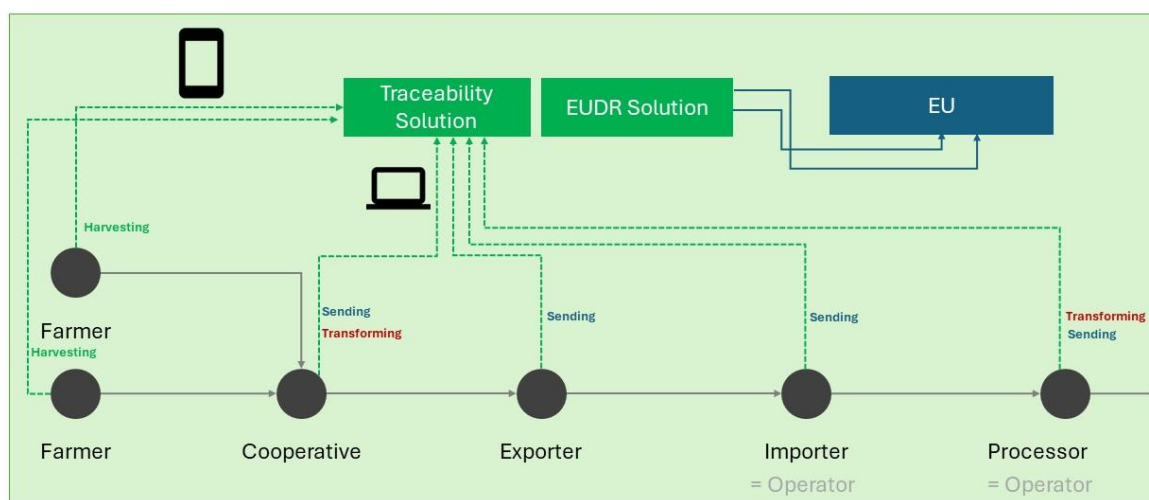 Traceability
Solution
EUDR Solution
EU
Harvesting
Farmer
Harvesting
Farmer
Sending
Transforming
Cooperative
Sending
Exporter
Sending
Importer
= Operator
Transforming
Sending
Processor
= Operator